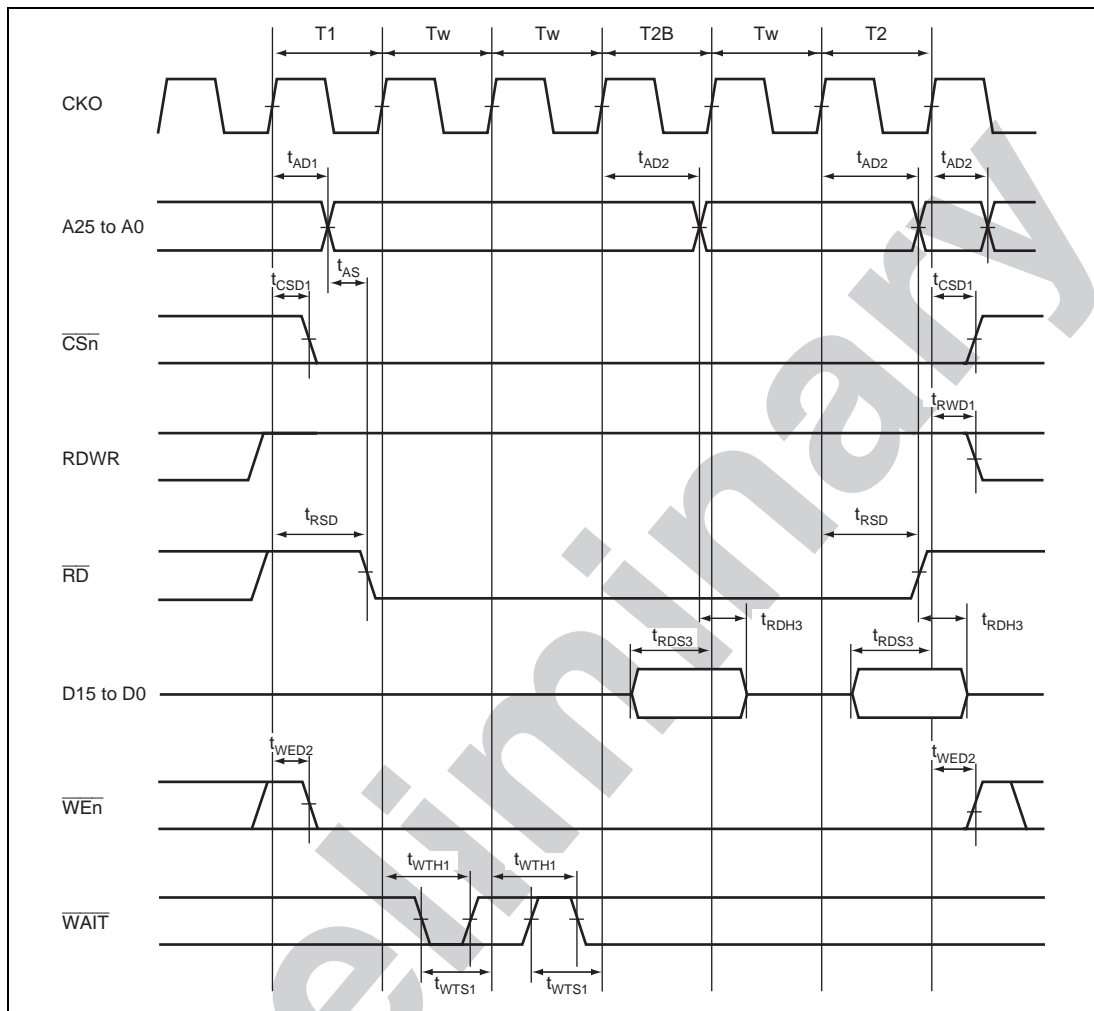 T1 Tw Tw T2B Tw T2
CKO
tAD1 tAD2 tAD2 tAD2
A25 to A0
tAS
tCSD1 tCSD1
CSn
tRWD1
RDWR
tRSD tRSD
RD
tRDS3 tRDH3 tRDS3 tRDH3
D15 to D0
tWED2 tWED2
WEn
tWTH1 tWTH1
WAIT
tWTS1 tWTS1
eliminary